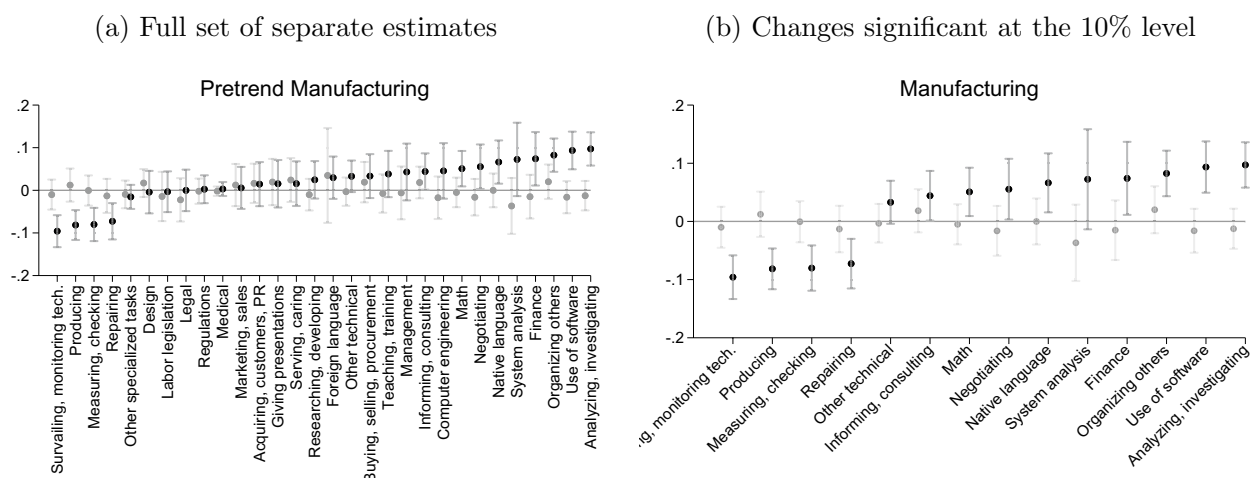 (a) Full set of separate estimates
Pretrend Manufacturing
.2
.1
0
-.1
-.2
Survailing, monitoring tech.
Producing
Measuring, checking
Repairing
Other specialized tasks
Design
Labor legislation
Legal
Regulations
Medical
Marketing, sales
Acquiring, customers, PR
Giving presentations
Serving, caring
Researching, developing
Foreign language
Other technical
Buying, selling, procurement
Teaching, training
Management
Informing, consulting
Computer engineering
Math
Negotiating
Native language
System analysis
Finance
Organizing others
Use of software
Analyzing, investigating
(b) Changes significant at the 10% level
Manufacturing
.2
.1
0
-.1
-.2
ng, monitoring tech.
Producing
Measuring, checking
Repairing
Other technical
Informing, consulting
Math
Negotiating
Native language
System analysis
Finance
Organizing others
Use of software
Analyzing, investigating